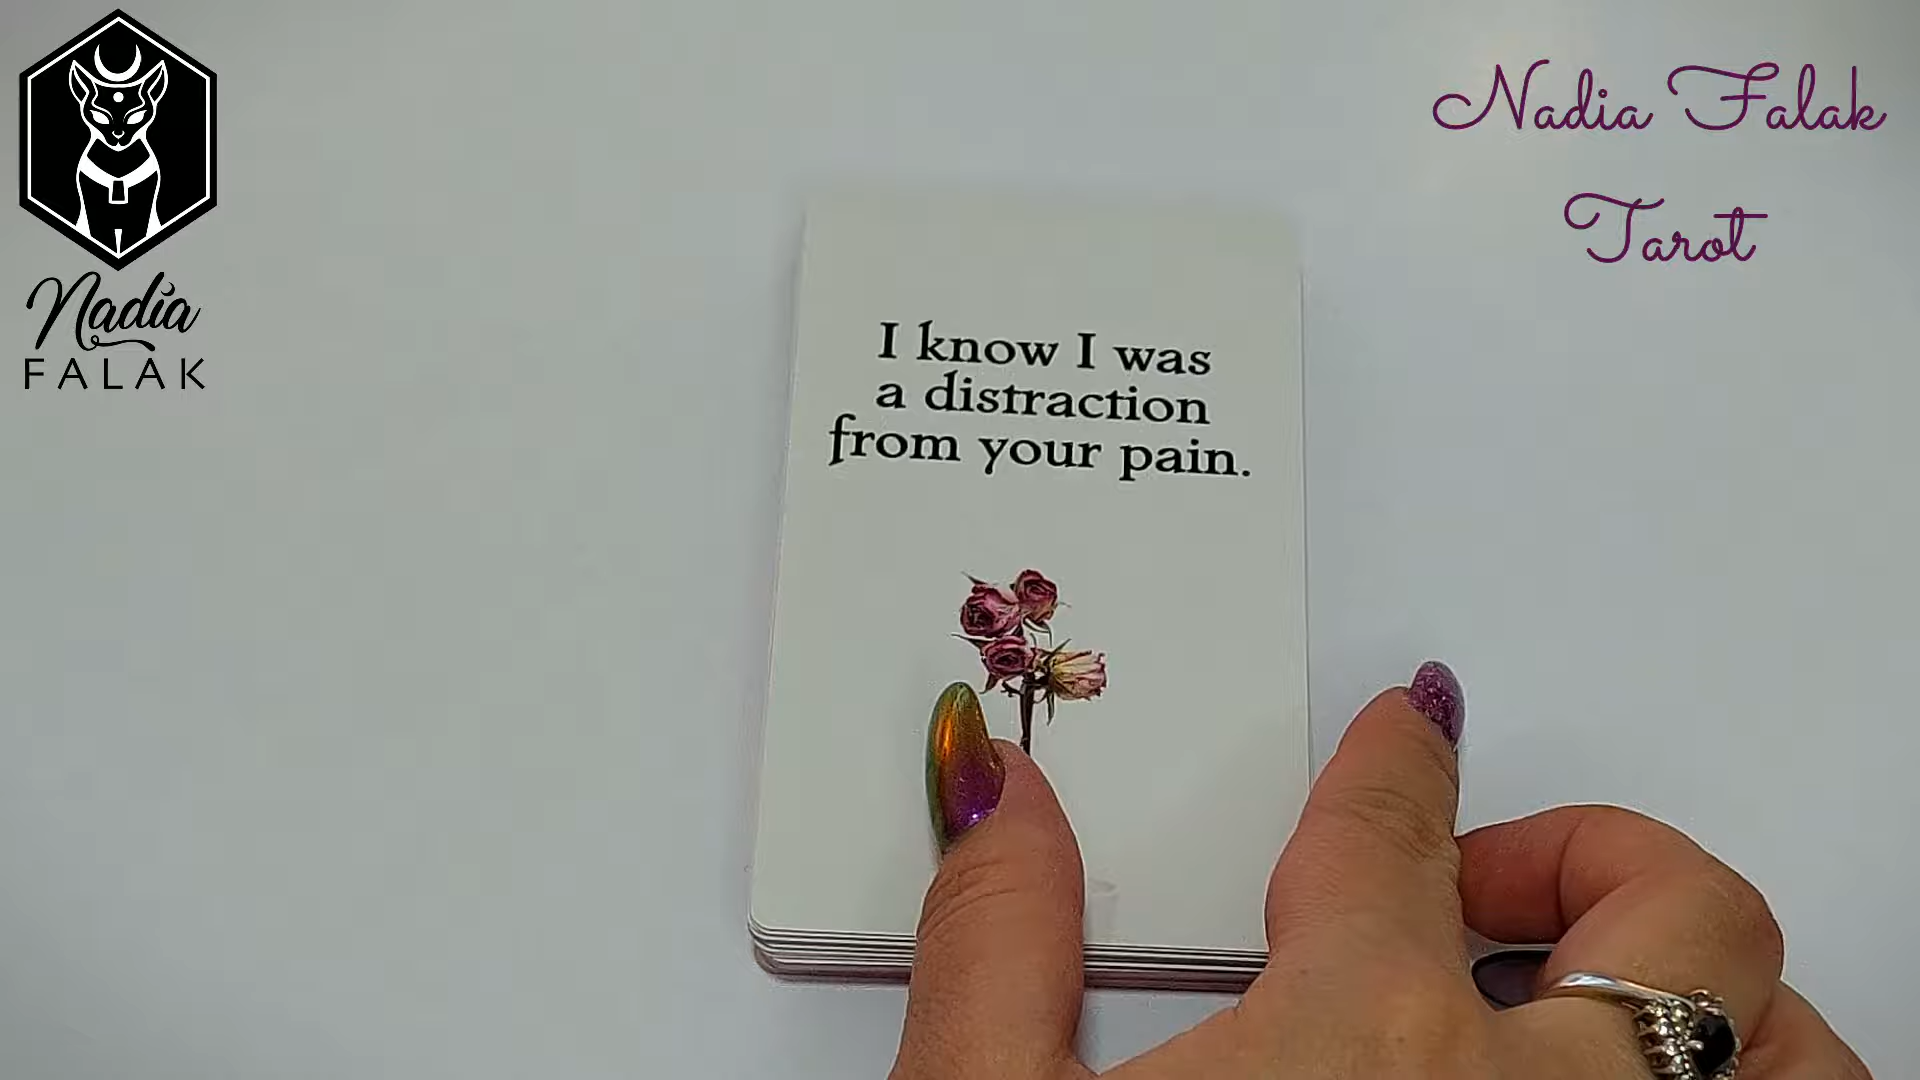 Nadia
FALAK
Nadia Falak
Tarot
I know I was
a distraction
from your pain.